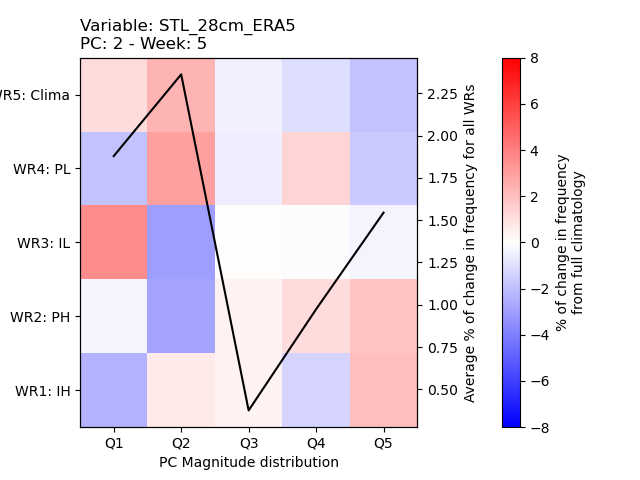 Variable: STL_28cm_ERA5
PC: 2 - Week: 5
WR5: Clima
WR4: PL
WR3: IL
WR2: PH
WR1: IH
Q1 Q2 Q3 Q4 Q5
PC Magnitude distribution
2.25
2.00
1.75
1.50
1.25
1.00
0.75
0.50
Average % of change in frequency for all WRs
8
6
4
2
0
−2
−4
−6
−8
% of change in frequency
from full climatology